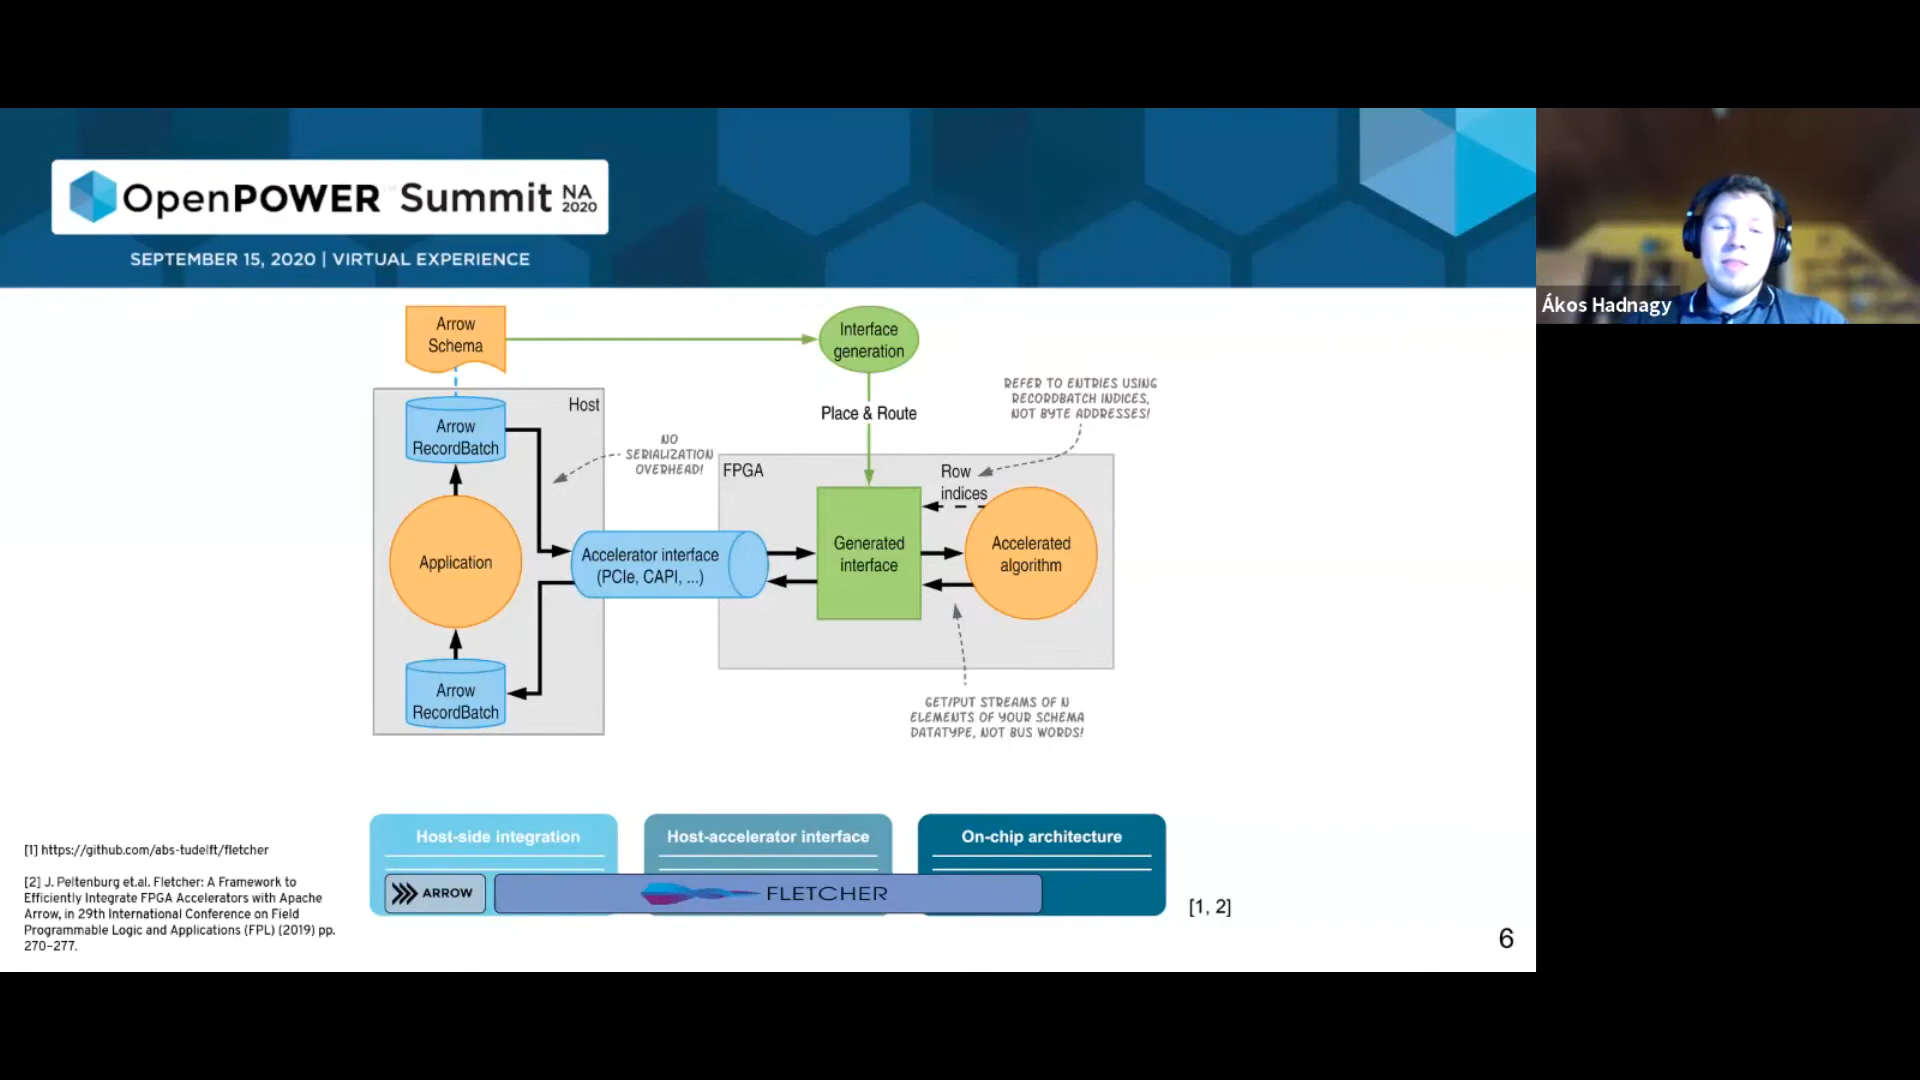 OpenPOWER Summit NA 2020
SEPTEMBER 15, 2020 | VIRTUAL EXPERIENCE
Ákos Hadnagy
Arrow
Schema
Interface
generation
Place & Route
REFER TO ENTRIES USING
RECORDBATCH INDICES,
NOT BYTE ADDRESSES!
Host
Arrow
RecordBatch
NO
SERIALIZATION
OVERHEAD!
FPGA
Row
indices
Application
Accelerator interface
(PCIe, CAPI, ...)
Generated
interface
Accelerated
algorithm
Arrow
RecordBatch
GET/PUT STREAMS OF N
ELEMENTS OF YOUR SCHEMA
DATATYPE, NOT BUS WORDS!
Host-side integration
Host-accelerator interface
On-chip architecture
ARROW
FLETCHER
[1, 2]
[1] https://github.com/abs-tudelft/fletcher
[2] J. Peltenburg et.al. Fletcher: A Framework to
Efficiently Integrate FPGA Accelerators with Apache
Arrow, in 29th International Conference on Field
Programmable Logic and Applications (FPL) (2019) pp.
270–277.
6